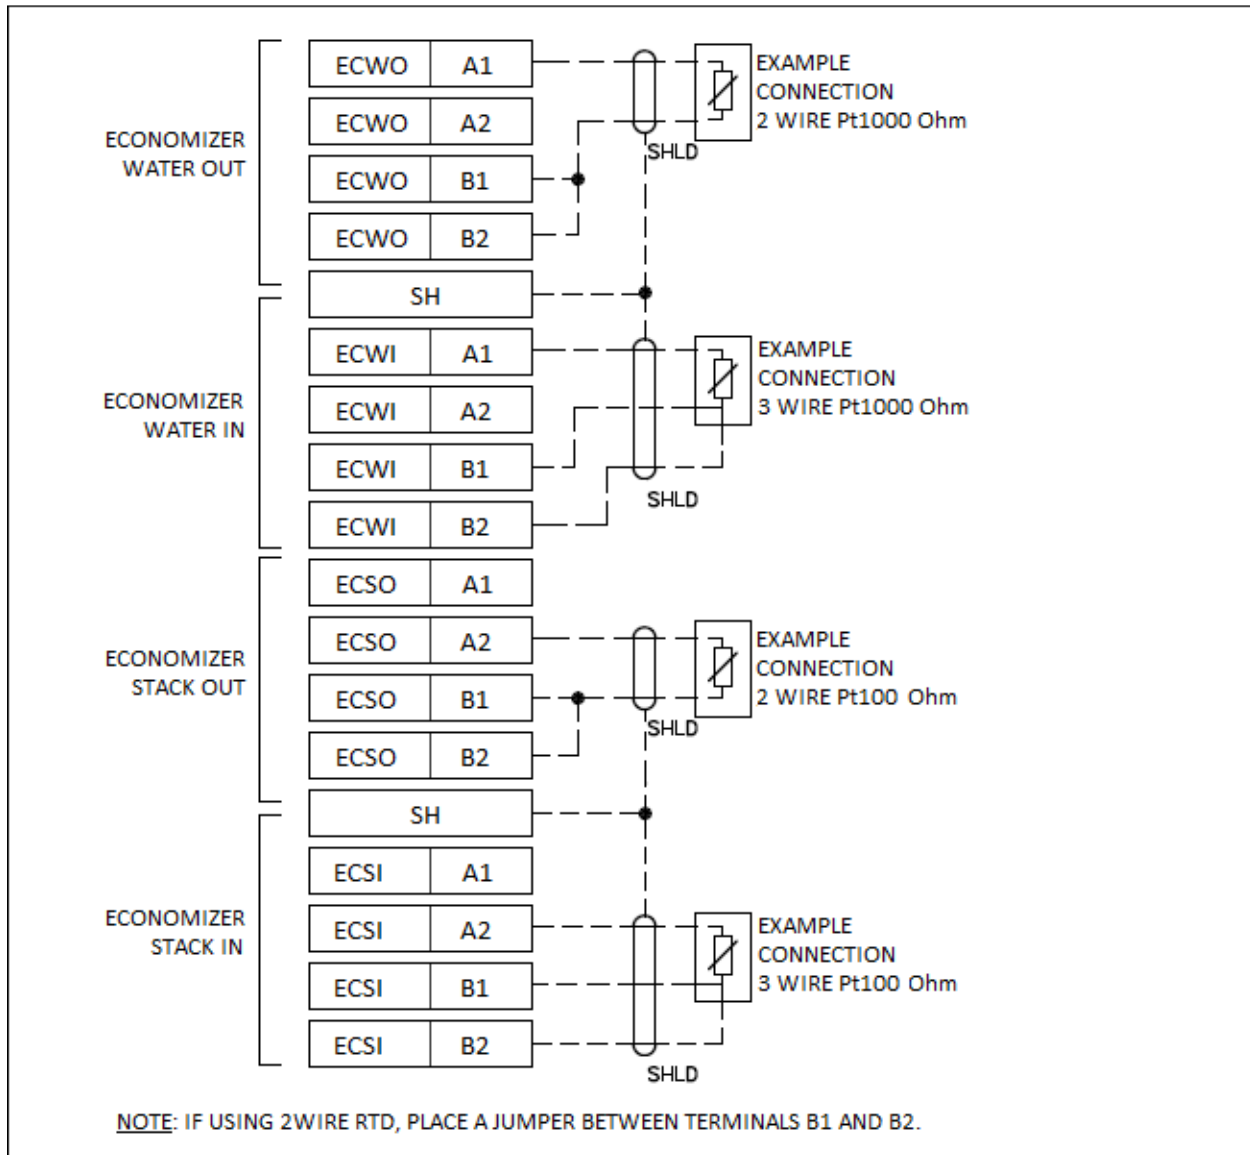 ECWO A1
ECWO A2
ECWO B1
ECWO B2
ECONOMIZER
WATER OUT
SHLD
EXAMPLE
CONNECTION
2 WIRE Pt1000 Ohm
SH
ECWI A1
ECWI A2
ECWI B1
ECWI B2
ECONOMIZER
WATER IN
SHLD
EXAMPLE
CONNECTION
3 WIRE Pt1000 Ohm
ECSO A1
ECSO A2
ECSO B1
ECSO B2
ECONOMIZER
STACK OUT
SHLD
EXAMPLE
CONNECTION
2 WIRE Pt100 Ohm
SH
ECSI A1
ECSI A2
ECSI B1
ECSI B2
ECONOMIZER
STACK IN
SHLD
EXAMPLE
CONNECTION
3 WIRE Pt100 Ohm
NOTE: IF USING 2WIRE RTD, PLACE A JUMPER BETWEEN TERMINALS B1 AND B2.